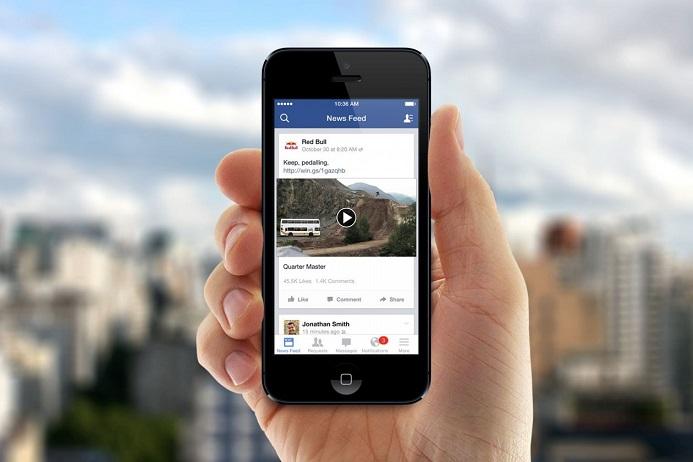 10:36 AM
News Feed
Red Bull
October 30 at 8:20 AM
Keep, pedalling,
http://win.gs/1gazqhb
Quarter Master
45.5K Likes 1.4K Comments
Like Comment Share
Jonathan Smith
15 minutes ago
3
News Feed Requests Messages Notifications More